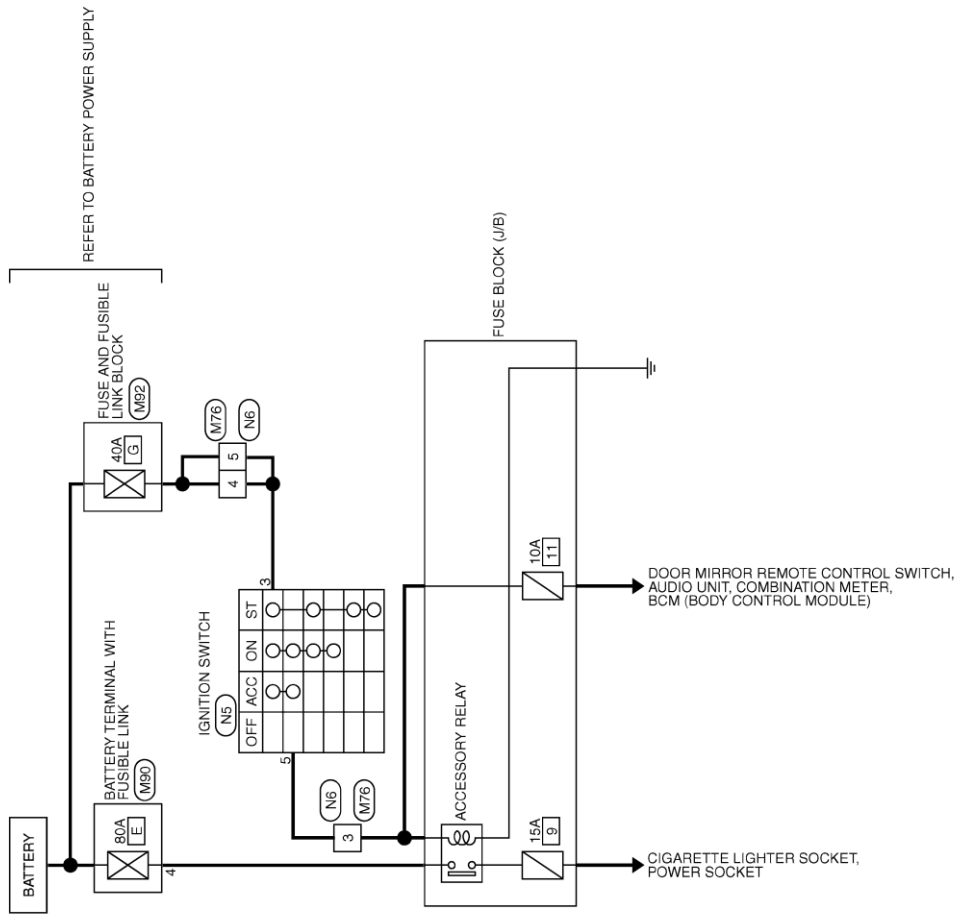 REFER TO BATTERY POWER SUPPLY
BATTERY
BATTERY TERMINAL WITH
FUSIBLE LINK
M90
80A
E
4
FUSE AND FUSIBLE
LINK BLOCK
M92
40A
G
M76
N6
4
5
IGNITION SWITCH
N5
OFF
ACC
ON
ST
3
5
N6
M76
3
FUSE BLOCK (J/B)
ACCESSORY RELAY
15A
9
10A
11
CIGARETTE LIGHTER SOCKET,
POWER SOCKET
DOOR MIRROR REMOTE CONTROL SWITCH,
AUDIO UNIT, COMBINATION METER,
BCM (BODY CONTROL MODULE)